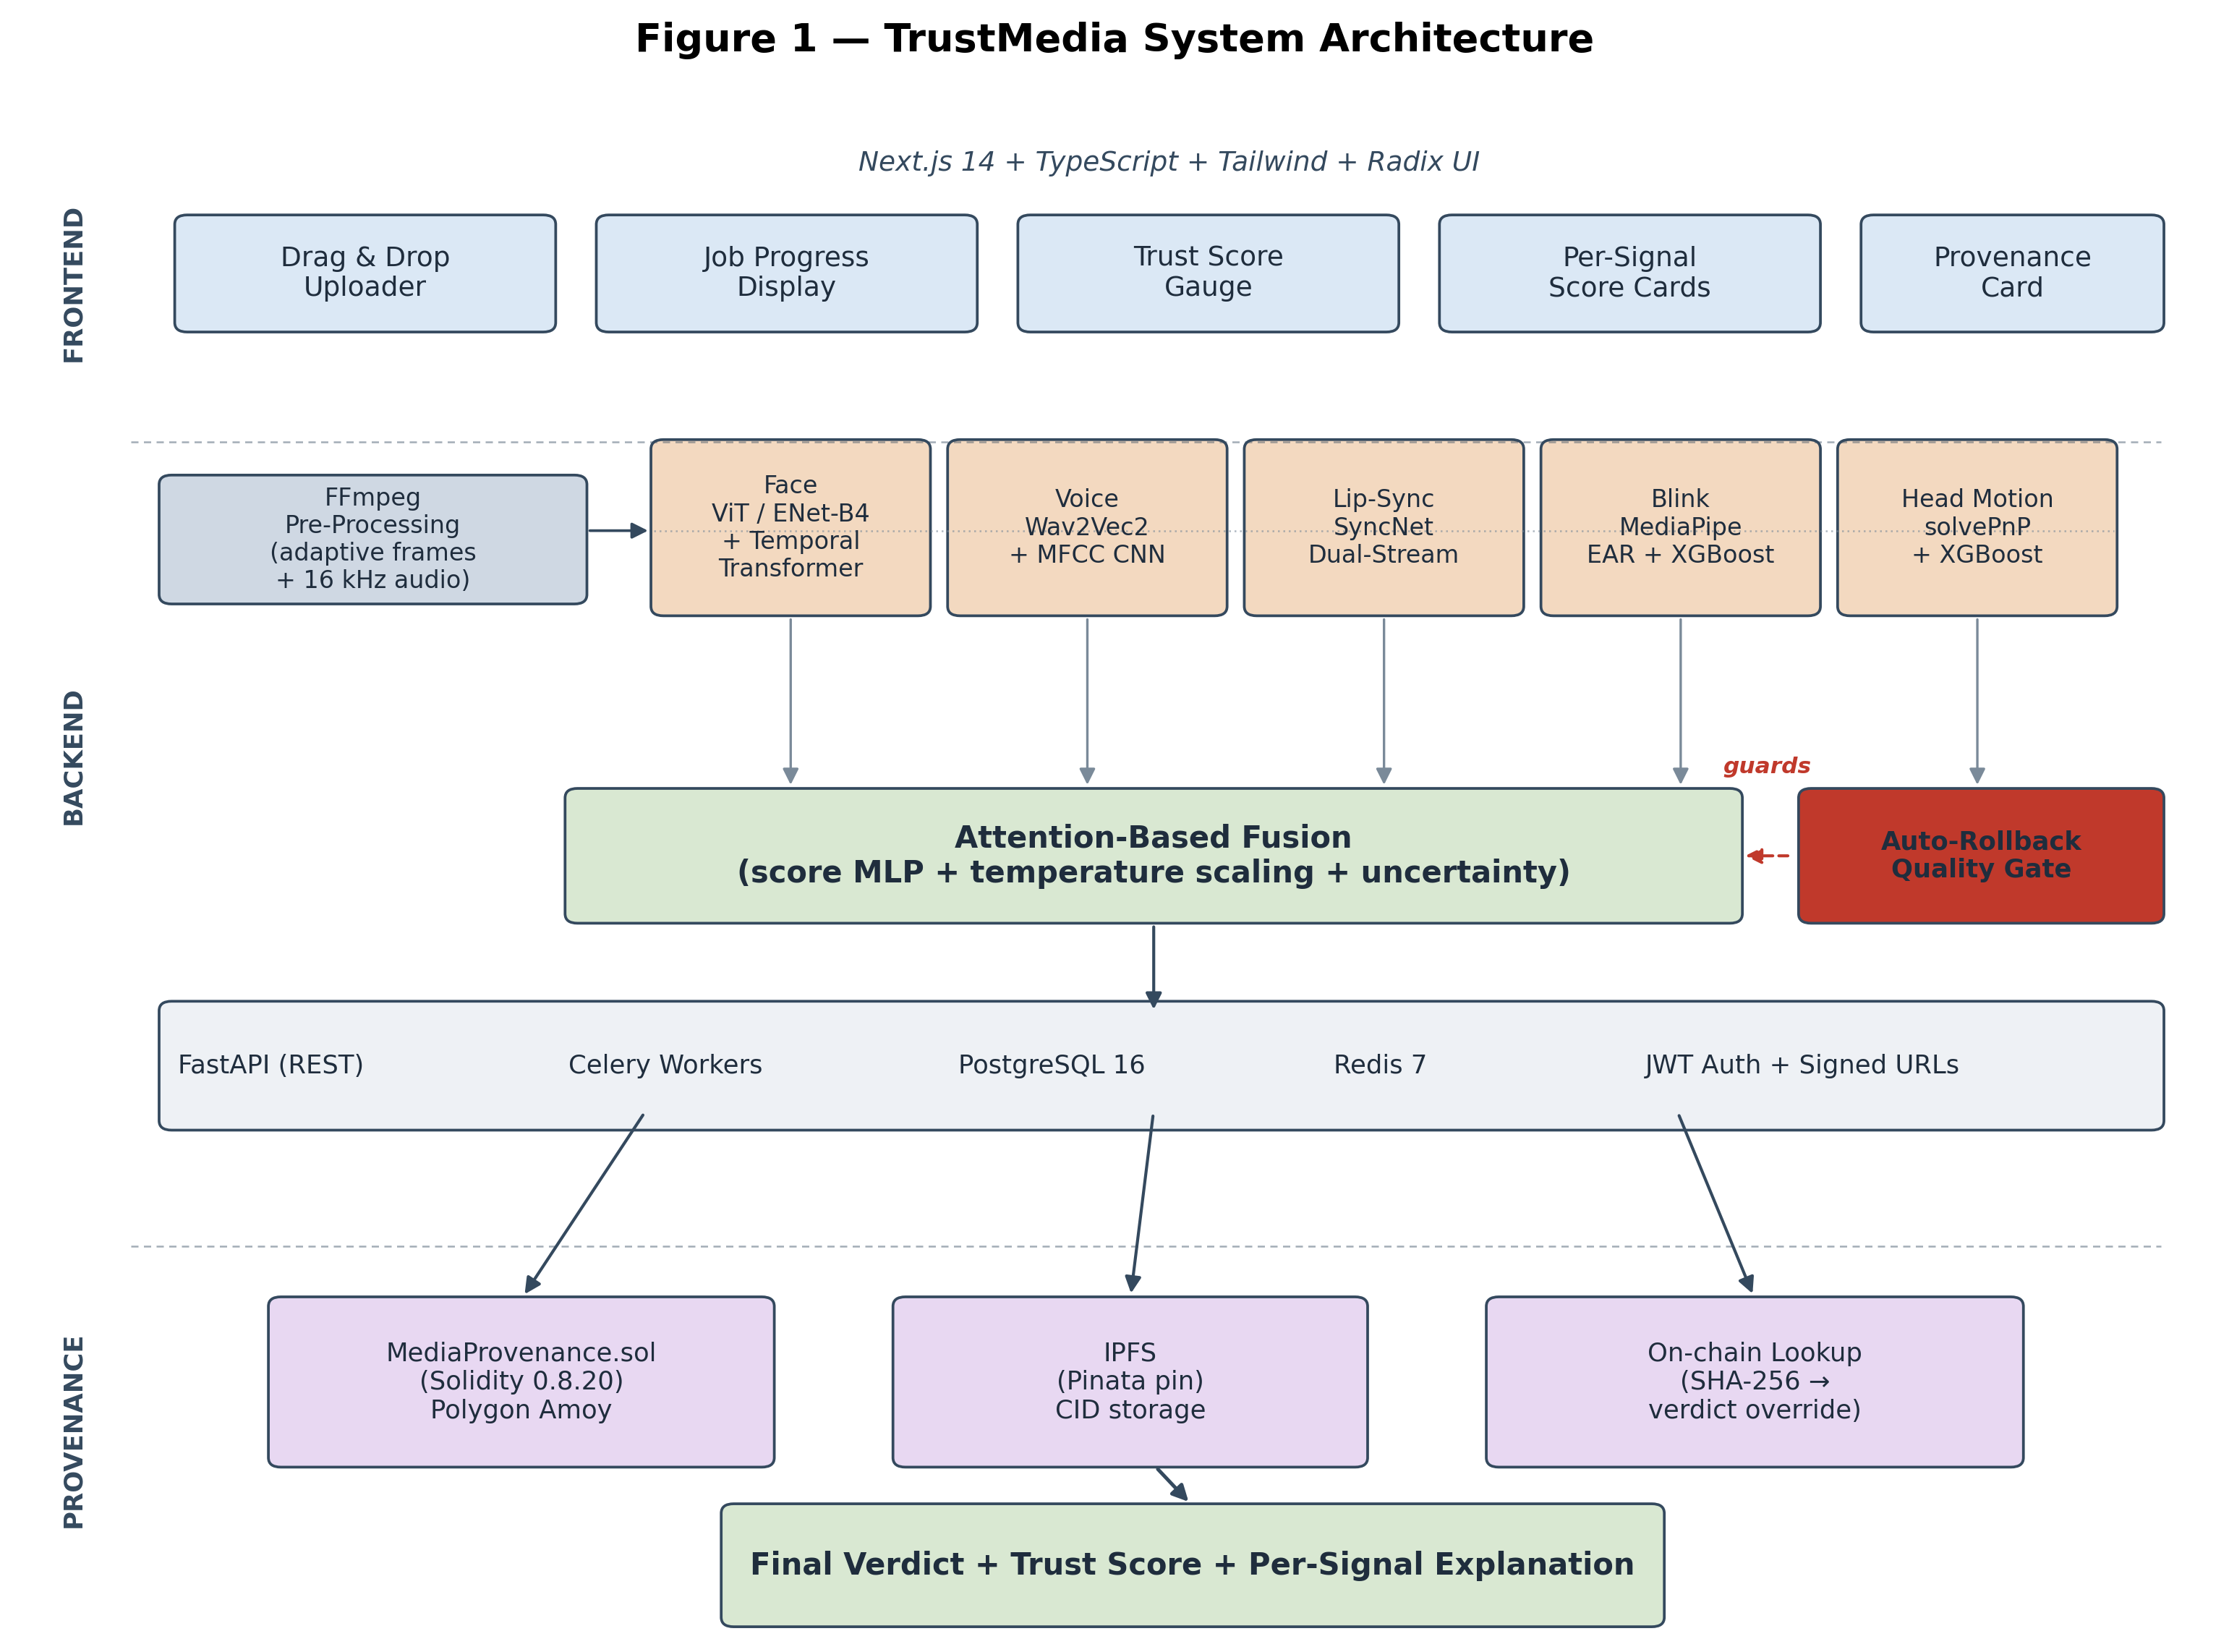 Figure 1 — TrustMedia System Architecture
Next.js 14 + TypeScript + Tailwind + Radix UI
FRONTEND
Drag & Drop
Uploader
Job Progress
Display
Trust Score
Gauge
Per-Signal
Score Cards
Provenance
Card
BACKEND
FFmpeg
Pre-Processing
(adaptive frames
+ 16 kHz audio)
Face
ViT / ENet-B4
+ Temporal
Transformer
Voice
Wav2Vec2
+ MFCC CNN
Lip-Sync
SyncNet
Dual-Stream
Blink
MediaPipe
EAR + XGBoost
Head Motion
solvePnP
+ XGBoost
guards
Attention-Based Fusion
(score MLP + temperature scaling + uncertainty)
Auto-Rollback
Quality Gate
FastAPI (REST)
Celery Workers
PostgreSQL 16
Redis 7
JWT Auth + Signed URLs
PROVENANCE
MediaProvenance.sol
(Solidity 0.8.20)
Polygon Amoy
IPFS
(Pinata pin)
CID storage
On-chain Lookup
(SHA-256 →
verdict override)
Final Verdict + Trust Score + Per-Signal Explanation